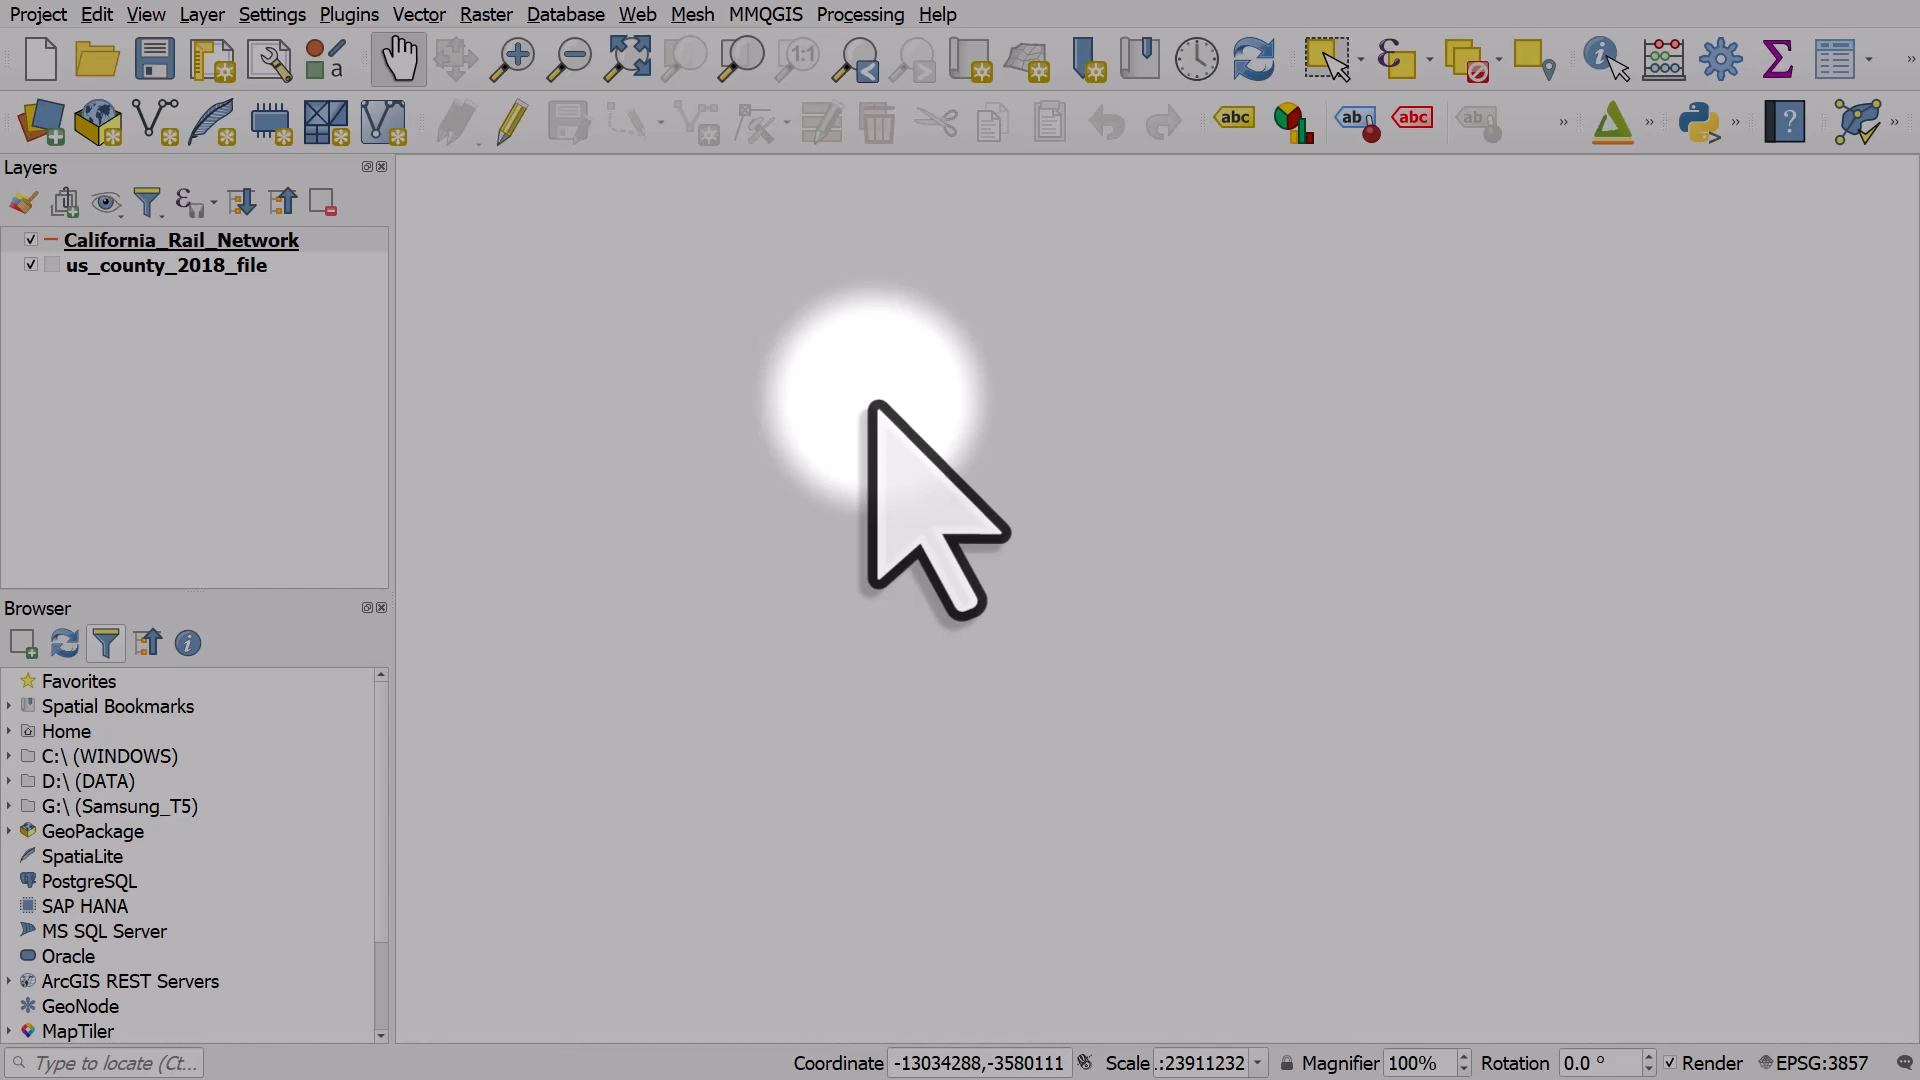 Project Edit View Layer Settings Plugins Vector Raster Database Web Mesh MMQGIS Processing Help
a
1:1
ε
Σ
abc
ab
abc
ab
?
Layers
ε
California_Rail_Network
us_county_2018_file
Browser
Favorites
Spatial Bookmarks
Home
C:\ (WINDOWS)
D:\ (DATA)
G:\ (Samsung_T5)
GeoPackage
SpatiaLite
PostgreSQL
SAP HANA
MS SQL Server
Oracle
ArcGIS REST Servers
GeoNode
MapTiler
Type to locate (Ct... Coordinate -13034288,-3580111 Scale .:23911232 Magnifier 100% Rotation 0.0 ° Render EPSG:3857